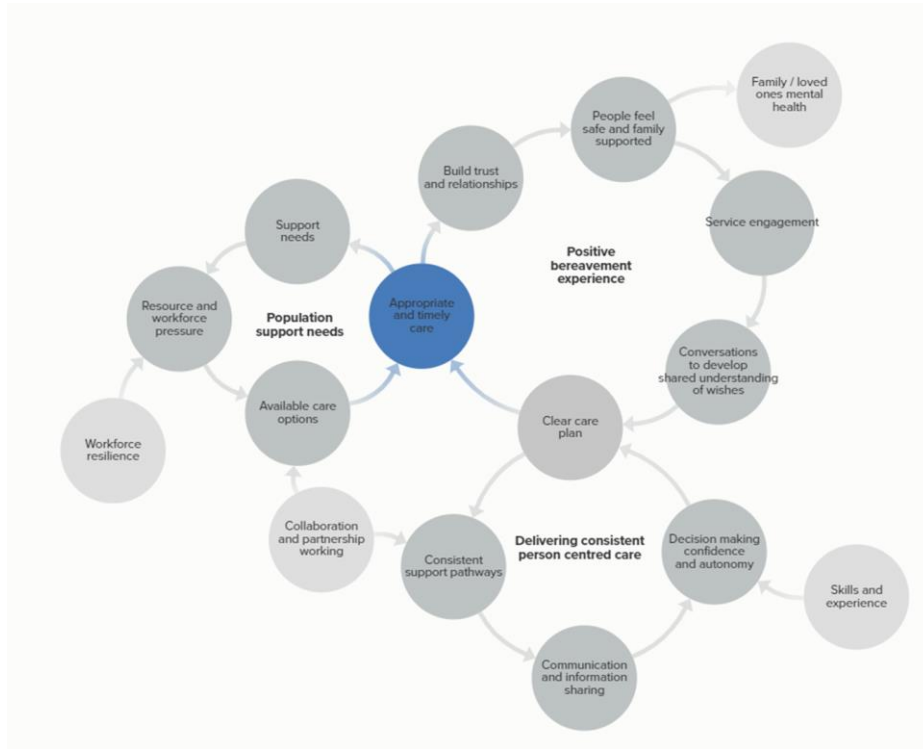 Family / loved
ones mental
health
People feel
safe and family
supported
Build trust
and relationships
Support
needs
Service engagement
Positive
bereavement
experience
Appropriate
and timely
care
Resource and
workforce
pressure
Population
support needs
Conversations
to develop
shared understanding
of wishes
Available care
options
Clear care
plan
Workforce
resilience
Collaboration
and partnership
working
Delivering consistent
person centred care
Decision making
confidence
and autonomy
Consistent
support pathways
Skills and
experience
Communication
and information
sharing